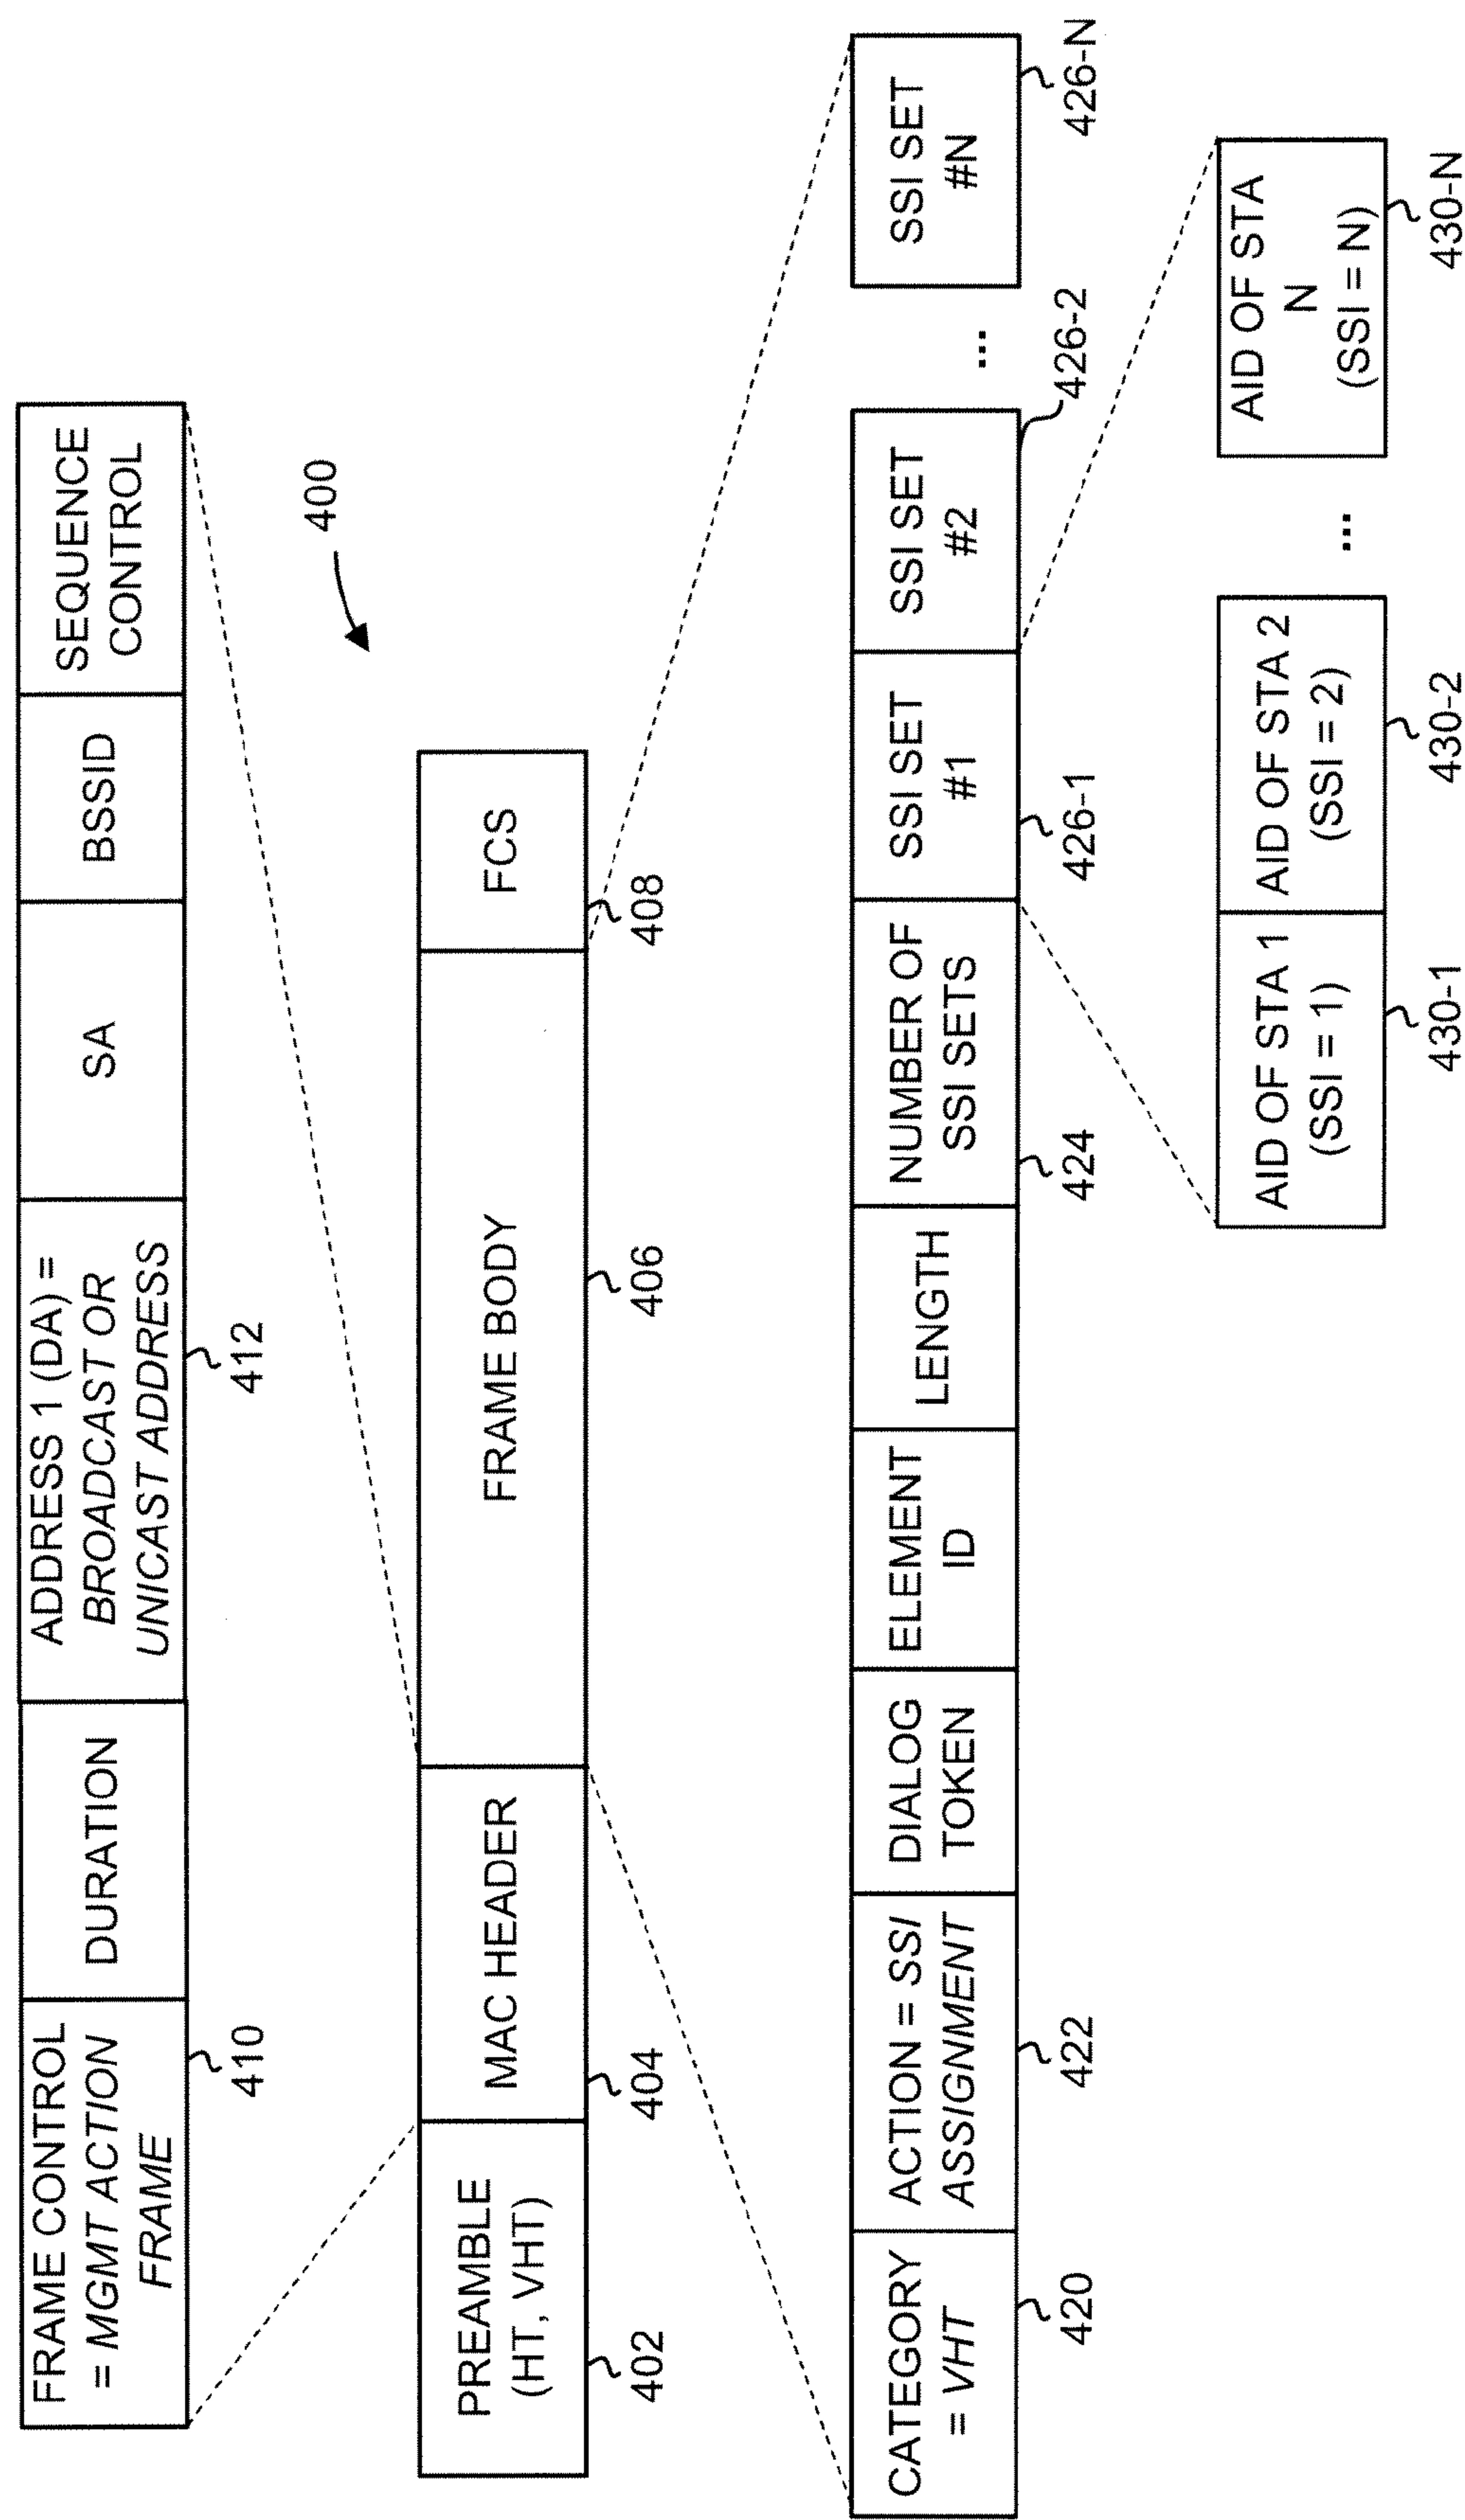 FRAME CONTROL
= MGMT ACTION
FRAME
DURATION
ADDRESS 1 (DA) =
BROADCAST OR
UNICAST ADDRESS
SA
BSSID
SEQUENCE
CONTROL
410
412
400
PREAMBLE
(HT, VHT)
MAC HEADER
FRAME BODY
FCS
402
404
406
408
CATEGORY
= VHT
ACTION = SSI
ASSIGNMENT
DIALOG
TOKEN
ELEMENT
ID
LENGTH
NUMBER OF
SSI SETS
SSI SET
#1
SSI SET
#2
...
SSI SET
#N
420
422
424
426-1
426-2
426-N
AID OF STA 1
(SSI = 1)
AID OF STA 2
(SSI = 2)
...
AID OF STA
N
(SSI = N)
430-1
430-2
430-N